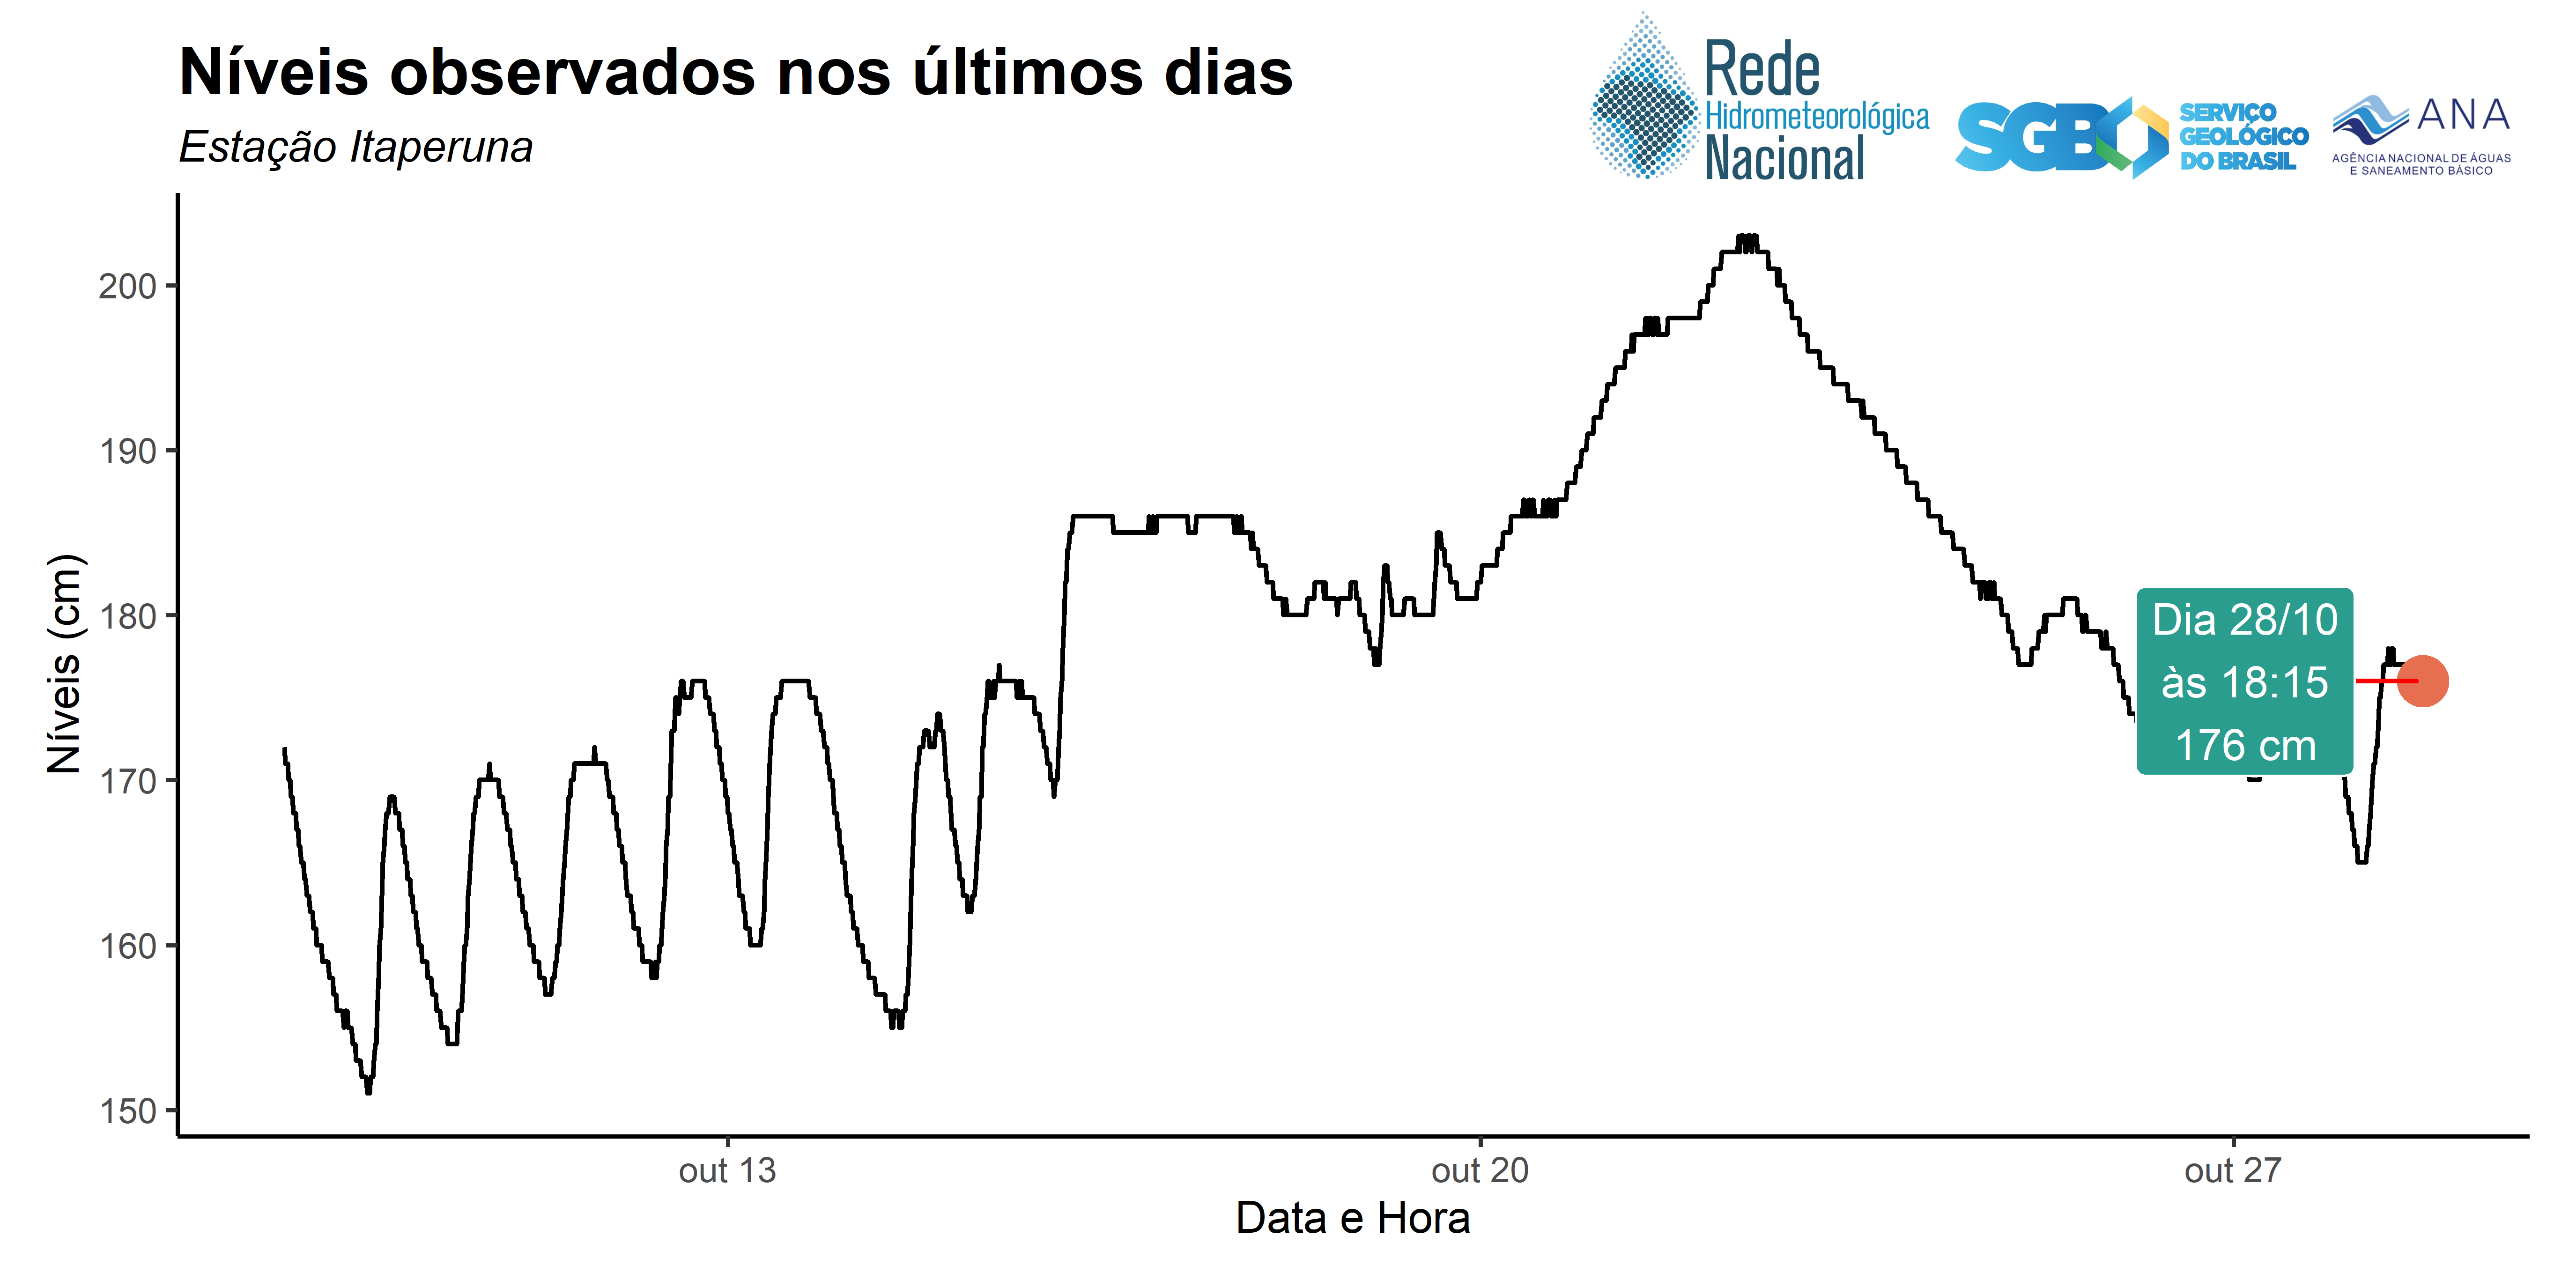 Níveis observados nos últimos dias
Estação Itaperuna
Rede
Hidrometeorológica
Nacional
SGB
SERVIÇO
GEOLÓGICO
DO BRASIL
ANA
AGÊNCIA NACIONAL DE ÁGUAS
E SANEAMENTO BÁSICO
Níveis (cm)
200
190
180
170
160
150
Dia 28/10
às 18:15
176 cm
out 13
out 20
out 27
Data e Hora